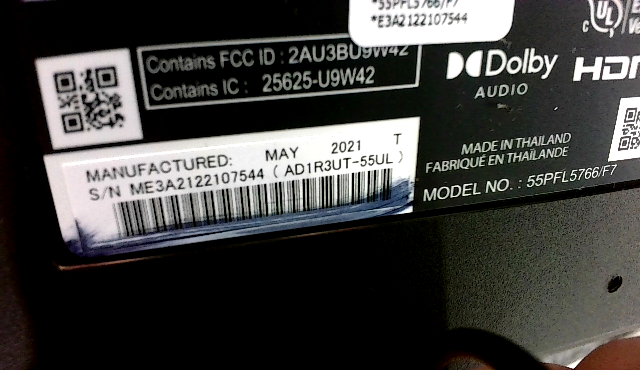 *55PFL5766/F7
*E3A2122107544
Contains FCC ID : 2AU3BU9W42
Contains IC : 25625-U9W42
Dolby
AUDIO
c UL
MANUFACTURED: MAY 2021 T
S/N ME3A2122107544 ( AD1R3UT-55UL )
MADE IN THAILAND
FABRIQUÉ EN THAÏLANDE
MODEL NO. : 55PFL5766/F7